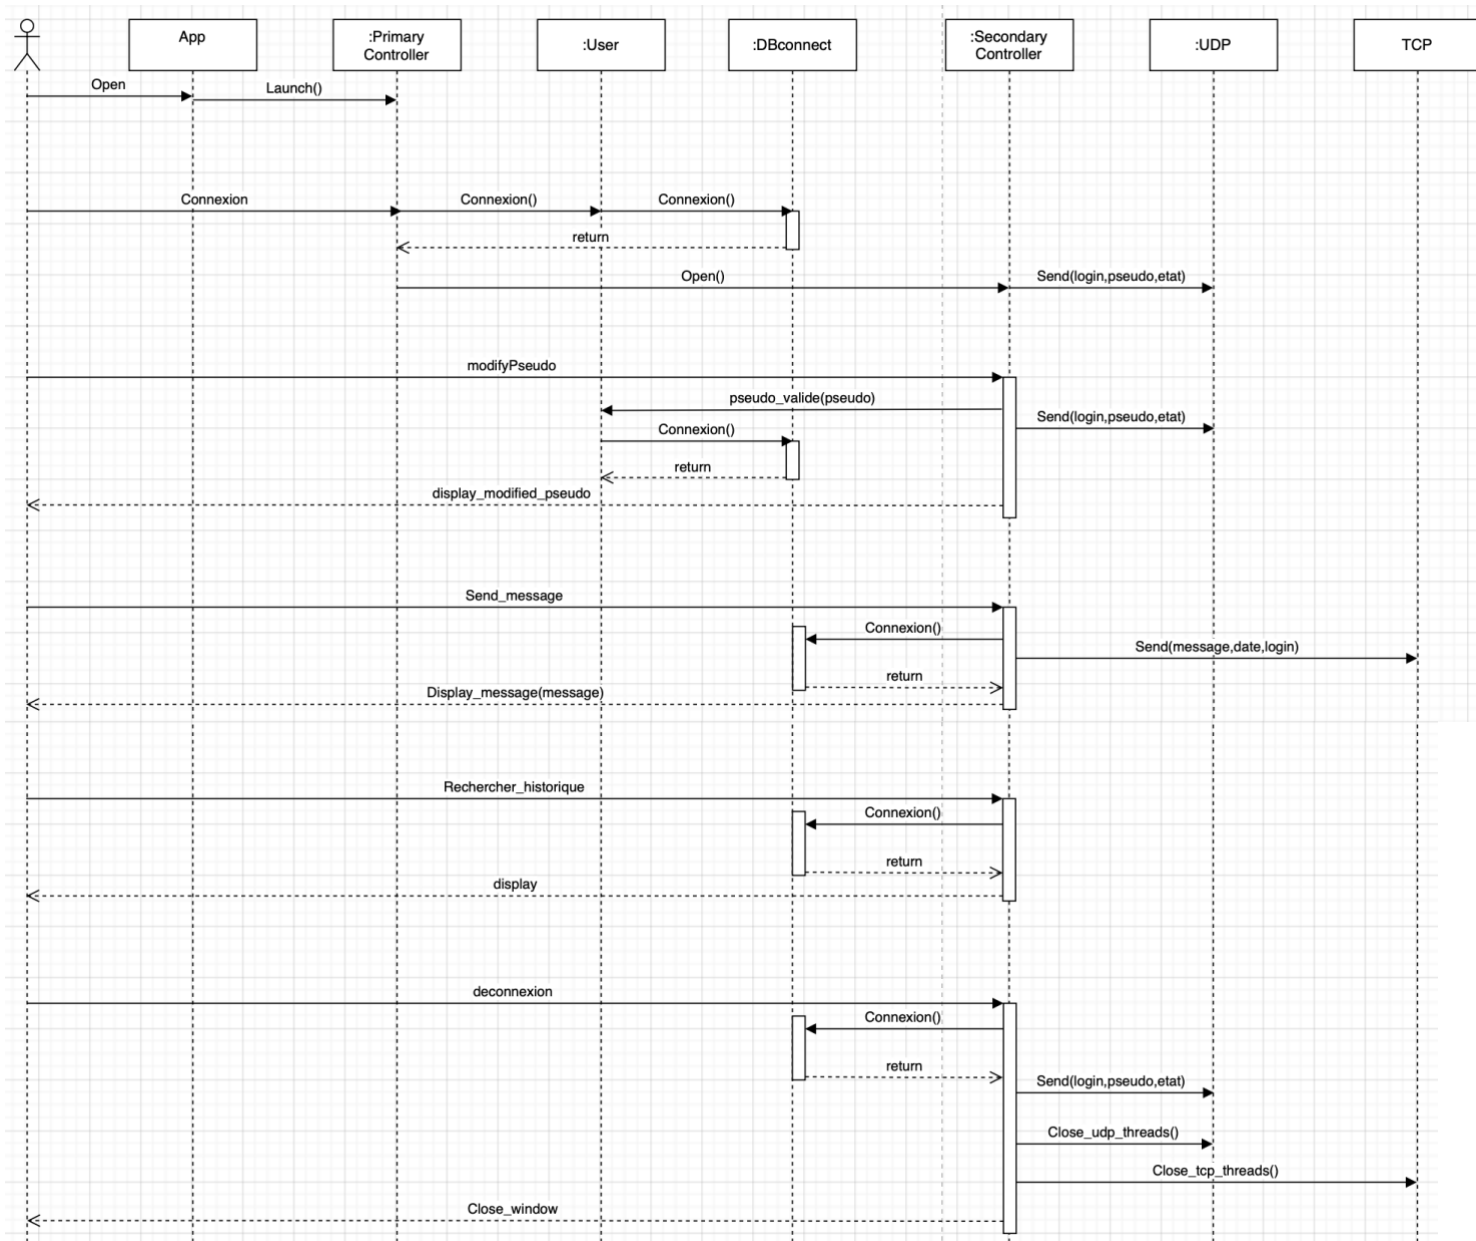 App
:Primary
Controller
:User
:DBconnect
:Secondary
Controller
:UDP
TCP
Open
Launch()
Connexion
Connexion()
Connexion()
return
Open()
Send(login,pseudo,etat)
modifyPseudo
pseudo_valide(pseudo)
Send(login,pseudo,etat)
Connexion()
return
display_modified_pseudo
Send_message
Connexion()
Send(message,date,login)
return
Display_message(message)
Rechercher_historique
Connexion()
return
display
deconnexion
Connexion()
return
Send(login,pseudo,etat)
Close_udp_threads()
Close_tcp_threads()
Close_window